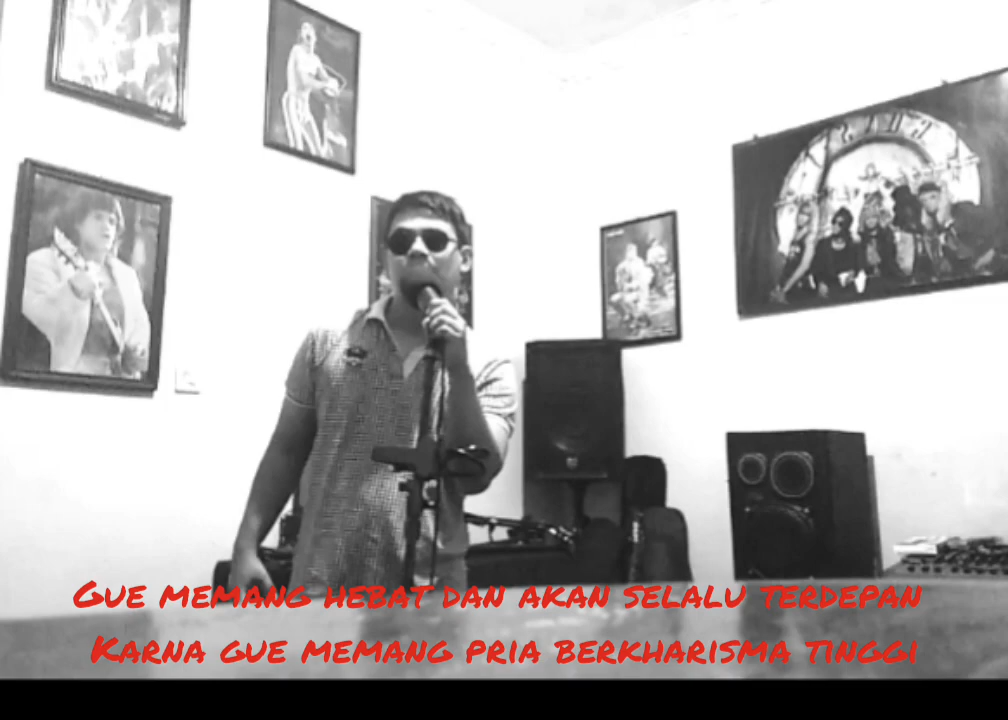 Gue memang hebat dan akan selalu terdepan
Karna gue memang pria berkharisma tinggi